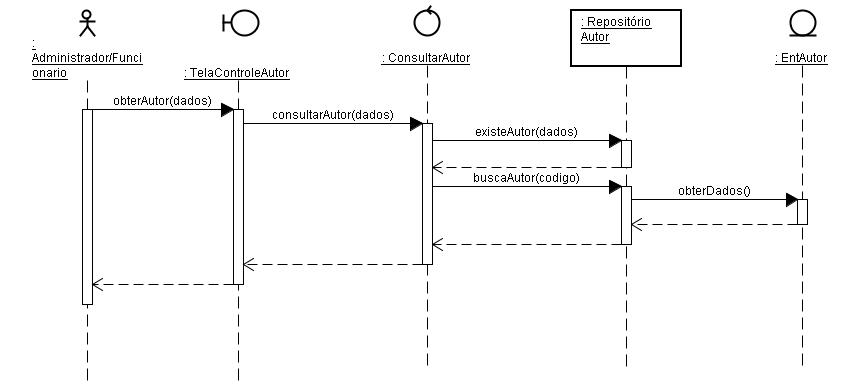 :
Administrador/Funci
onario
: TelaControleAutor
: ConsultarAutor
: Repositório
Autor
: EntAutor
obterAutor(dados)
consultarAutor(dados)
existeAutor(dados)
buscaAutor(codigo)
obterDados()